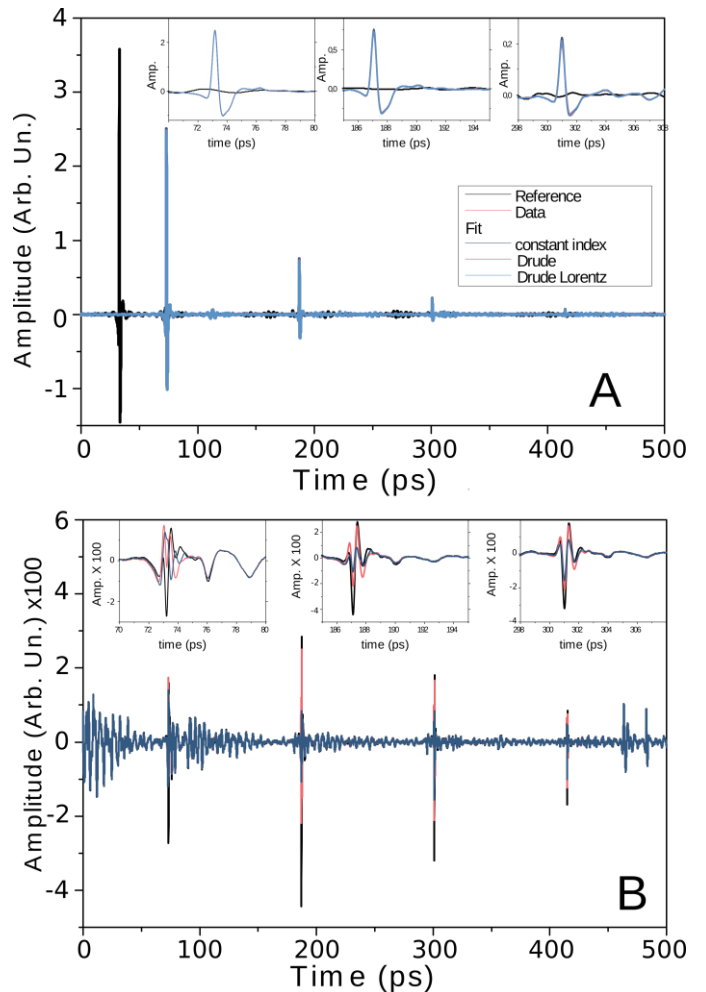 4
3
2
1
0
-1
Amplitude (Arb. Un.)
Amp.
2
0
72 74 76 78 80
time (ps)
Amp.
0,5
0,0
186 188 190 192 194
time (ps)
Amp.
0,2
0,0
298 300 302 304 306 308
time (ps)
Reference
Data
Fit
constant index
Drude
Drude Lorentz
A
0 100 200 300 400 500
Time (ps)
6
4
2
0
-2
-4
Amplitude (Arb. Un.) x100
Amp. X 100
2
0
-2
70 72 74 76 78 80
time (ps)
Amp. X 100
2
0
-2
-4
186 188 190 192 194
time (ps)
Amp. X 100
2
0
-2
-4
298 300 302 304 306
time (ps)
B
0 100 200 300 400 500
Time (ps)